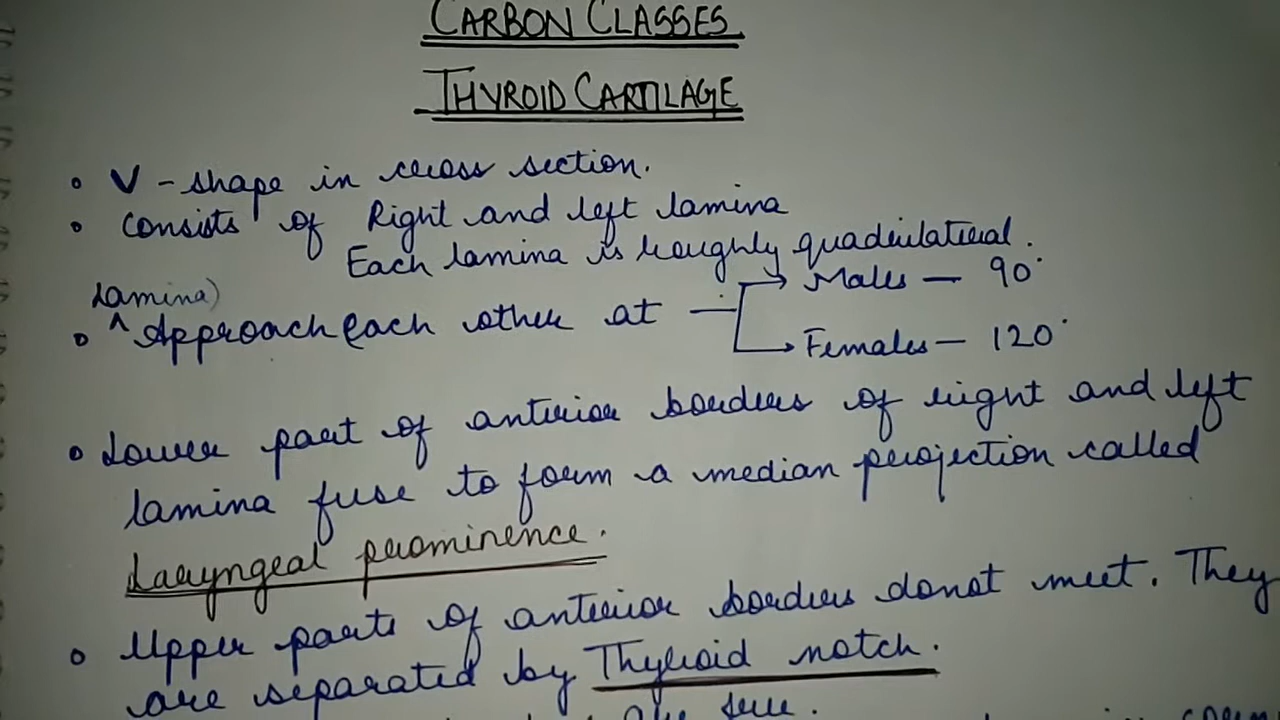 CARBON CLASSES
THYROID CARTILAGE
• V-shape in cross section.
• consists of Right and left lamina
Each lamina is roughly quadrilateral.
Lamina)
• ^ Approach each other at → Males — 90°
→ Females — 120°
• Lower part of anterior borders of right and left
lamina fuse to form a median projection called
Laryngeal prominence.
• Upper parts of anterior borders donot meet. They
are separated by Thyroid notch.
free.